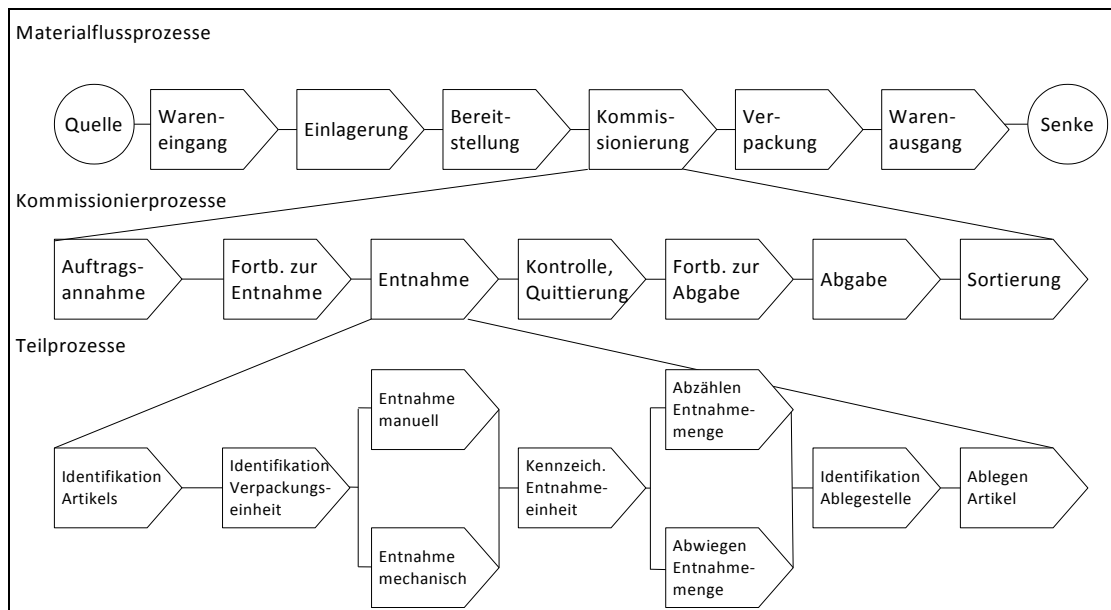 Materialflussprozesse
Quelle
Waren-
eingang
Einlagerung
Bereit-
stellung
Kommis-
sionierung
Ver-
packung
Waren-
ausgang
Senke
Kommissionierprozesse
Auftrags-
annahme
Fortb. zur
Entnahme
Entnahme
Kontrolle,
Quittierung
Fortb. zur
Abgabe
Abgabe
Sortierung
Teilprozesse
Identifikation
Artikels
Identifikation
Verpackungs-
einheit
Entnahme
manuell
Entnahme
mechanisch
Kennzeich.
Entnahme-
einheit
Abzählen
Entnahme-
menge
Abwiegen
Entnahme-
menge
Identifikation
Ablegestelle
Ablegen
Artikel